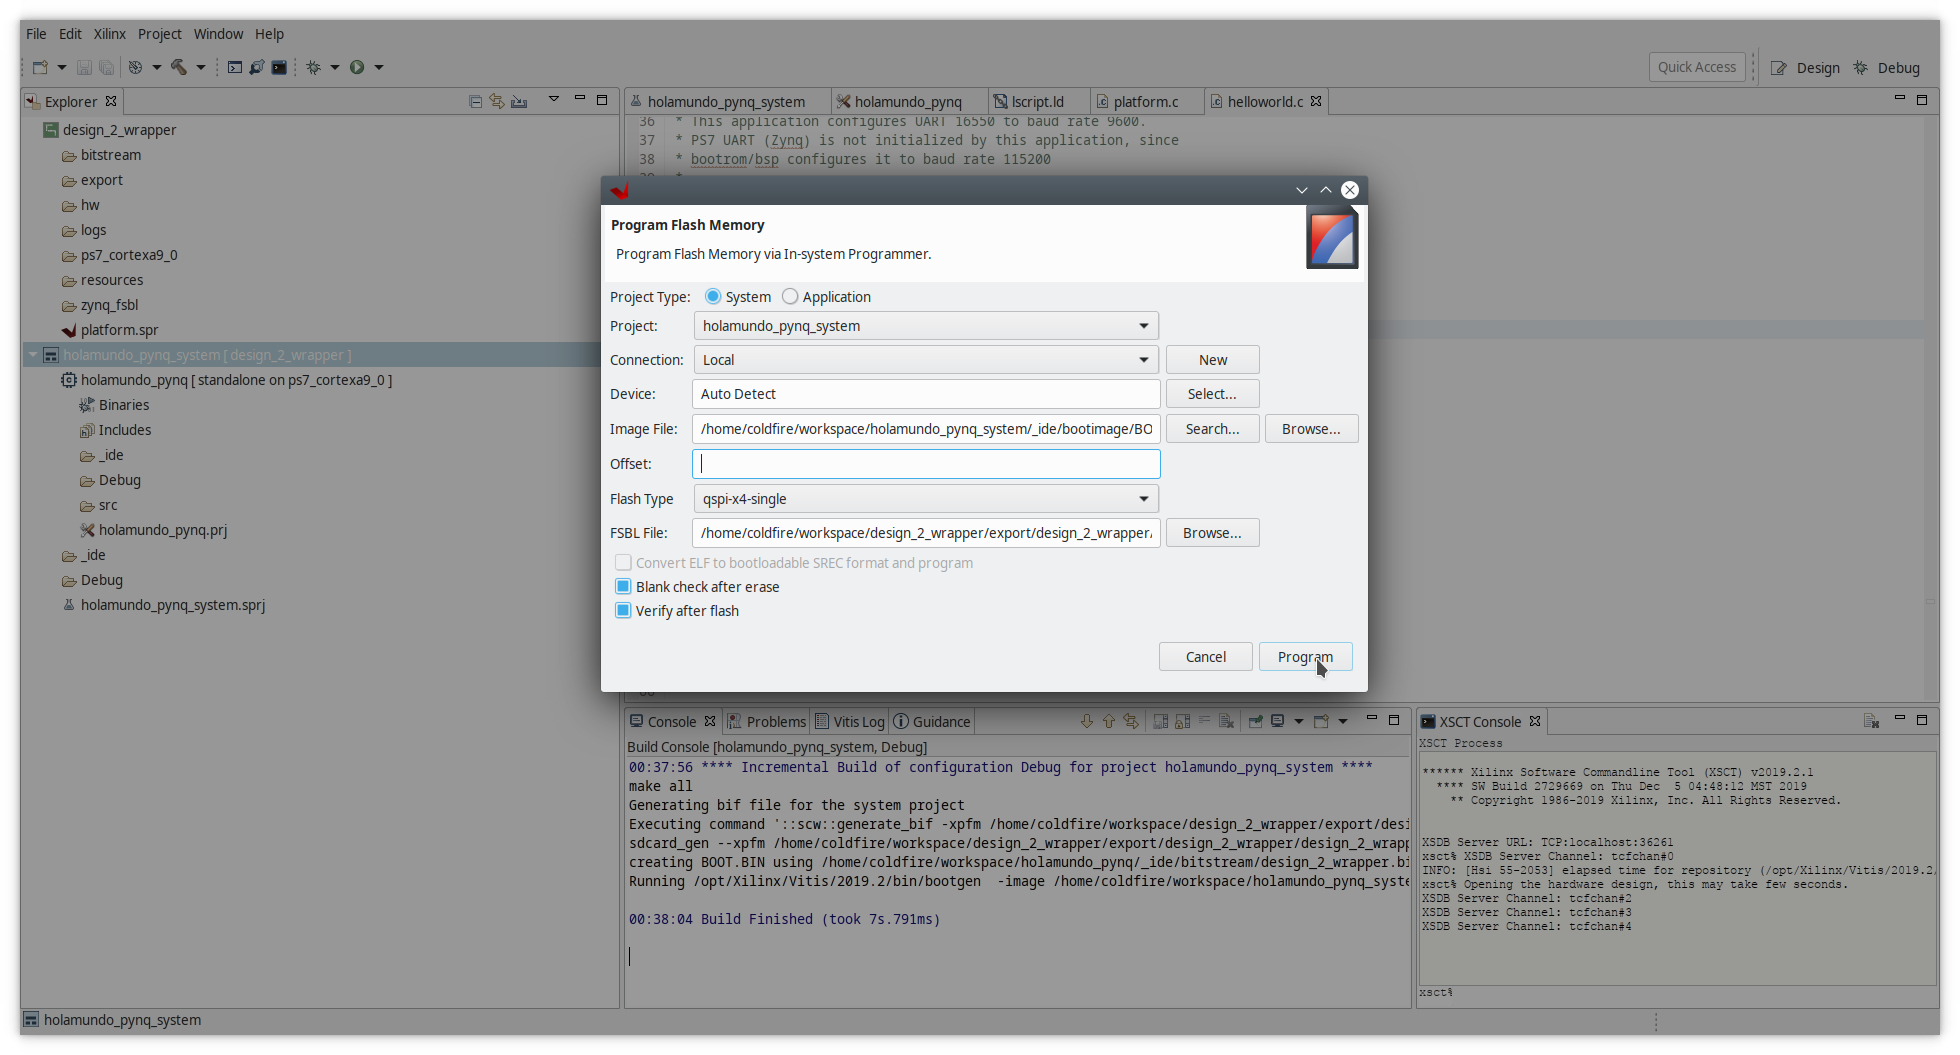 File Edit Xilinx Project Window Help
Quick Access Design Debug
Explorer
design_2_wrapper
bitstream
export
hw
logs
ps7_cortexa9_0
resources
zynq_fsbl
platform.spr
holamundo_pynq_system [ design_2_wrapper ]
holamundo_pynq [ standalone on ps7_cortexa9_0 ]
Binaries
Includes
_ide
Debug
src
holamundo_pynq.prj
_ide
Debug
holamundo_pynq_system.sprj
holamundo_pynq_system holamundo_pynq lscript.ld platform.c helloworld.c
36 * This application configures UART 16550 to baud rate 9600.
37 * PS7 UART (Zynq) is not initialized by this application, since
38 * bootrom/bsp configures it to baud rate 115200
Program Flash Memory
Program Flash Memory via In-system Programmer.
Project Type: System Application
Project: holamundo_pynq_system
Connection: Local New
Device: Auto Detect Select...
Image File: /home/coldfire/workspace/holamundo_pynq_system/_ide/bootimage/BO Search... Browse...
Offset:
Flash Type qspi-x4-single
FSBL File: /home/coldfire/workspace/design_2_wrapper/export/design_2_wrapper/ Browse...
Convert ELF to bootloadable SREC format and program
Blank check after erase
Verify after flash
Cancel Program
Console Problems Vitis Log Guidance
Build Console [holamundo_pynq_system, Debug]
00:37:56 **** Incremental Build of configuration Debug for project holamundo_pynq_system ****
make all
Generating bif file for the system project
Executing command '::scw::generate_bif -xpfm /home/coldfire/workspace/design_2_wrapper/export/desi
sdcard_gen --xpfm /home/coldfire/workspace/design_2_wrapper/export/design_2_wrapper/design_2_wrapp
creating BOOT.BIN using /home/coldfire/workspace/holamundo_pynq/_ide/bitstream/design_2_wrapper.bi
Running /opt/Xilinx/Vitis/2019.2/bin/bootgen -image /home/coldfire/workspace/holamundo_pynq_syste
00:38:04 Build Finished (took 7s.791ms)
XSCT Console
XSCT Process
****** Xilinx Software Commandline Tool (XSCT) v2019.2.1
**** SW Build 2729669 on Thu Dec 5 04:48:12 MST 2019
** Copyright 1986-2019 Xilinx, Inc. All Rights Reserved.
XSDB Server URL: TCP:localhost:36261
xsct% XSDB Server Channel: tcfchan#0
INFO: [Hsi 55-2053] elapsed time for repository (/opt/Xilinx/Vitis/2019.2/
xsct% Opening the hardware design, this may take few seconds.
XSDB Server Channel: tcfchan#2
XSDB Server Channel: tcfchan#3
XSDB Server Channel: tcfchan#4
xsct%
holamundo_pynq_system